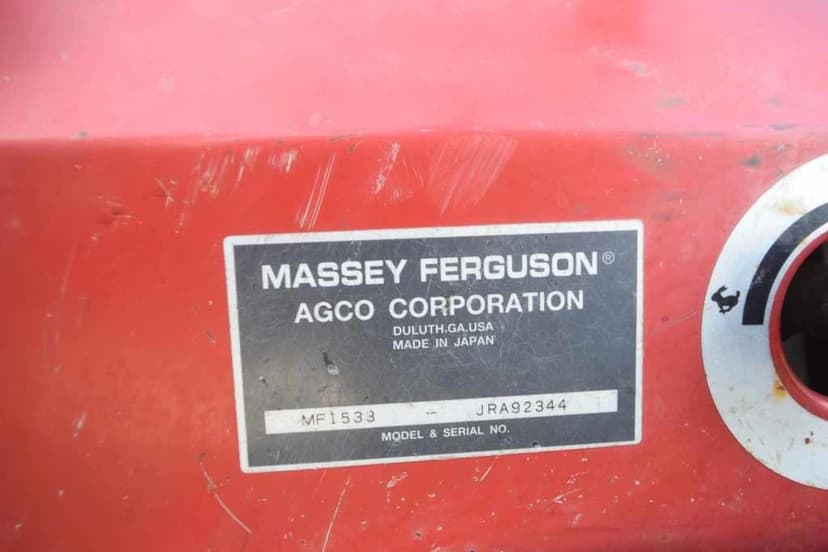 MASSEY FERGUSON®
AGCO CORPORATION
DULUTH.GA.USA
MADE IN JAPAN
MF1533 – JRA92344
MODEL & SERIAL NO.